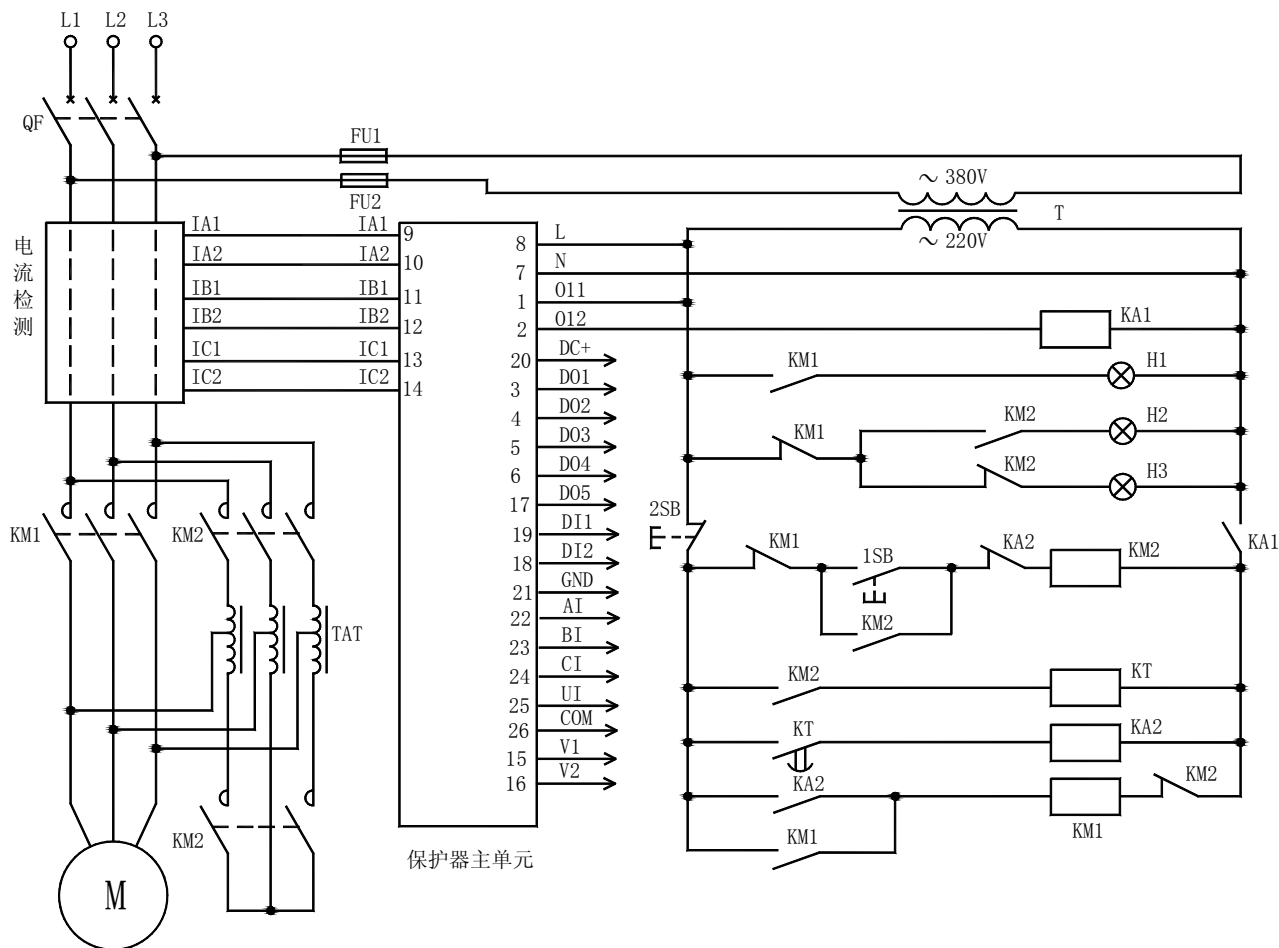 L1 L2 L3
QF
FU1
FU2
～380V
T
～220V
电流检测
IA1 IA1 9
IA2 IA2 10
IB1 IB1 11
IB2 IB2 12
IC1 IC1 13
IC2 IC2 14
8 L
7 N
1 011
2 012
20 DC+
3 DO1
4 DO2
5 DO3
6 DO4
17 DO5
19 DI1
18 DI2
21 GND
22 AI
23 BI
24 CI
25 UI
26 COM
15 V1
16 V2
保护器主单元
KA1
KM1 H1
KM2 H2
KM1
KM2 H3
2SB
KA1
KM1 1SB KA2 KM2
KM2
KM2 KT
KT KA2
KA2 KM2
KM1
KM1
KM1 KM2
TAT
KM2
M